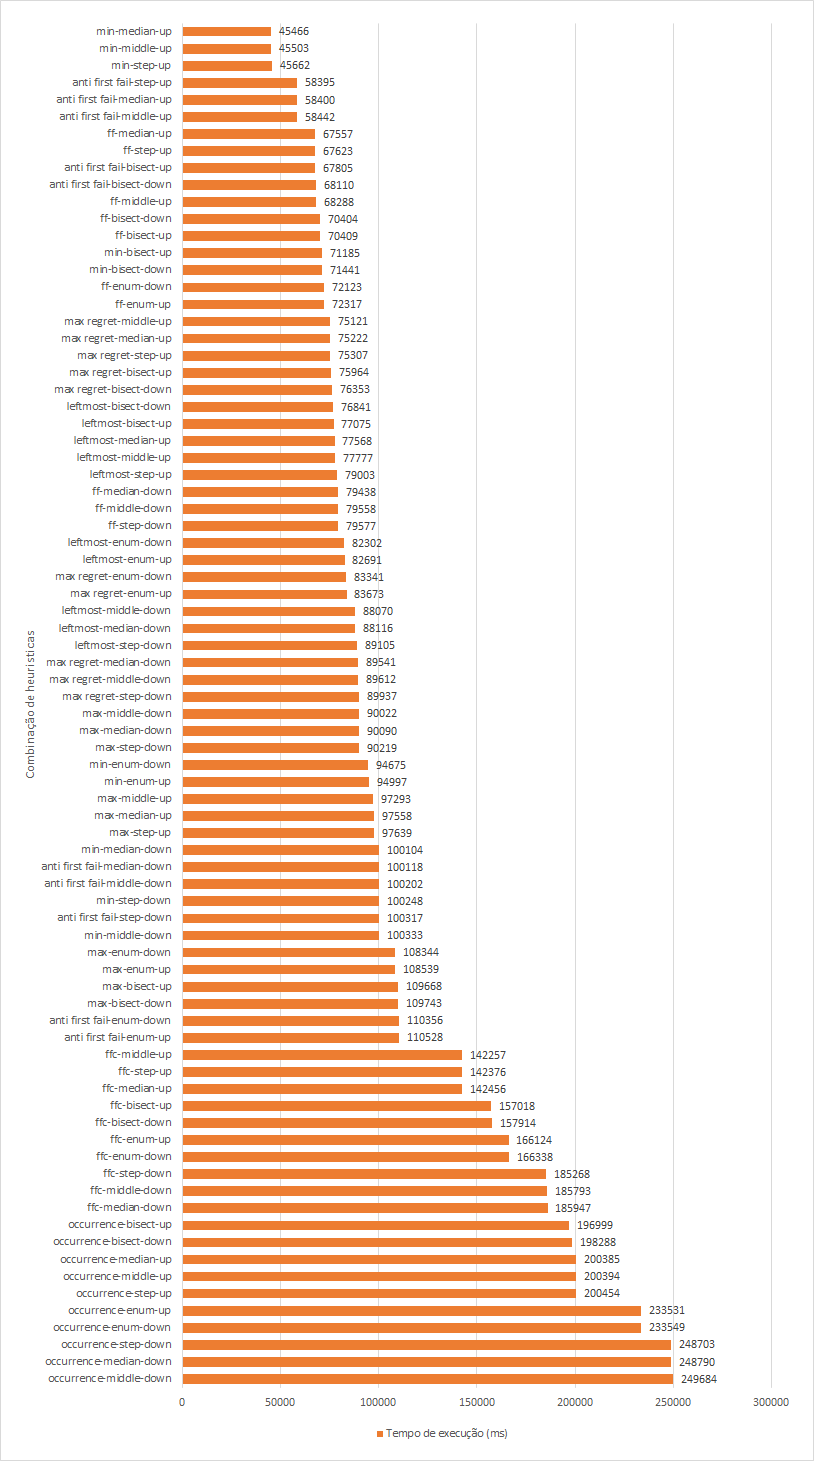 min-median-up 45466
min-middle-up 45503
min-step-up 45662
anti first fail-step-up 58395
anti first fail-median-up 58400
anti first fail-middle-up 58442
ff-median-up 67557
ff-step-up 67623
anti first fail-bisect-up 67805
anti first fail-bisect-down 68110
ff-middle-up 68288
ff-bisect-down 70404
ff-bisect-up 70409
min-bisect-up 71185
min-bisect-down 71441
ff-enum-down 72123
ff-enum-up 72317
max regret-middle-up 75121
max regret-median-up 75222
max regret-step-up 75307
max regret-bisect-up 75964
max regret-bisect-down 76353
leftmost-bisect-down 76841
leftmost-bisect-up 77075
leftmost-median-up 77568
leftmost-middle-up 77777
leftmost-step-up 79003
ff-median-down 79438
ff-middle-down 79558
ff-step-down 79577
leftmost-enum-down 82302
leftmost-enum-up 82691
max regret-enum-down 83341
max regret-enum-up 83673
leftmost-middle-down 88070
leftmost-median-down 88116
leftmost-step-down 89105
max regret-median-down 89541
max regret-middle-down 89612
max regret-step-down 89937
max-middle-down 90022
max-median-down 90090
max-step-down 90219
min-enum-down 94675
min-enum-up 94997
max-middle-up 97293
max-median-up 97558
max-step-up 97639
min-median-down 100104
anti first fail-median-down 100118
anti first fail-middle-down 100202
min-step-down 100248
anti first fail-step-down 100317
min-middle-down 100333
max-enum-down 108344
max-enum-up 108539
max-bisect-up 109668
max-bisect-down 109743
anti first fail-enum-down 110356
anti first fail-enum-up 110528
ffc-middle-up 142257
ffc-step-up 142376
ffc-median-up 142456
ffc-bisect-up 157018
ffc-bisect-down 157914
ffc-enum-up 166124
ffc-enum-down 166338
ffc-step-down 185268
ffc-middle-down 185793
ffc-median-down 185947
occurrence-bisect-up 196999
occurrence-bisect-down 198288
occurrence-median-up 200385
occurrence-middle-up 200394
occurrence-step-up 200454
occurrence-enum-up 233531
occurrence-enum-down 233549
occurrence-step-down 248703
occurrence-median-down 248790
occurrence-middle-down 249684
Combinação de heurísticas
0 50000 100000 150000 200000 250000 300000
Tempo de execução (ms)